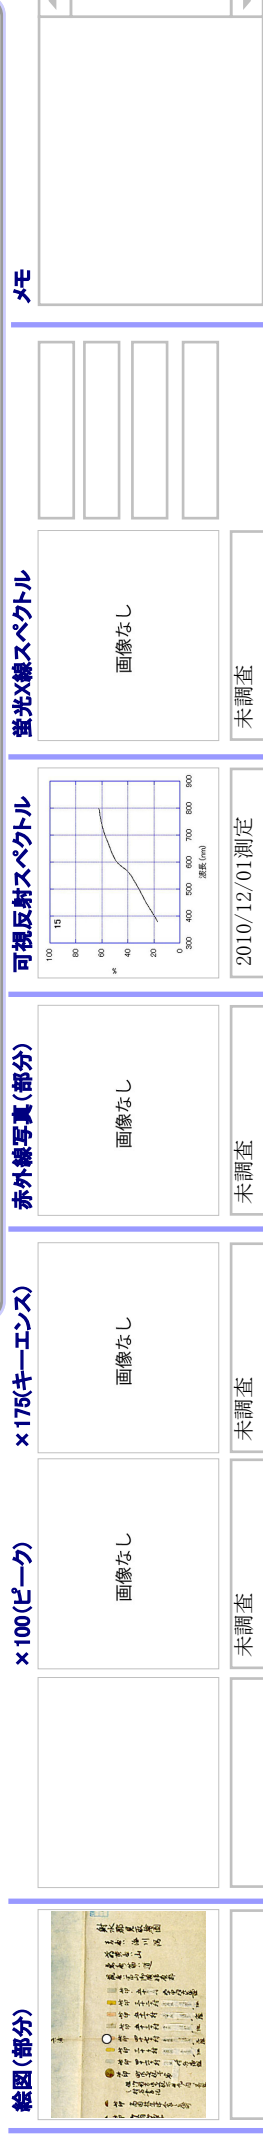 絵図(部分)
×100(ピーク)
画像なし
未調査
×175(キーエンス)
画像なし
未調査
赤外線写真(部分)
画像なし
未調査
可視反射スペクトル
15
100
80
60
40
20
0
%
300
400
500
600
700
800
900
波長(nm)
2010/12/01測定
蛍光X線スペクトル
画像なし
未調査
メモ